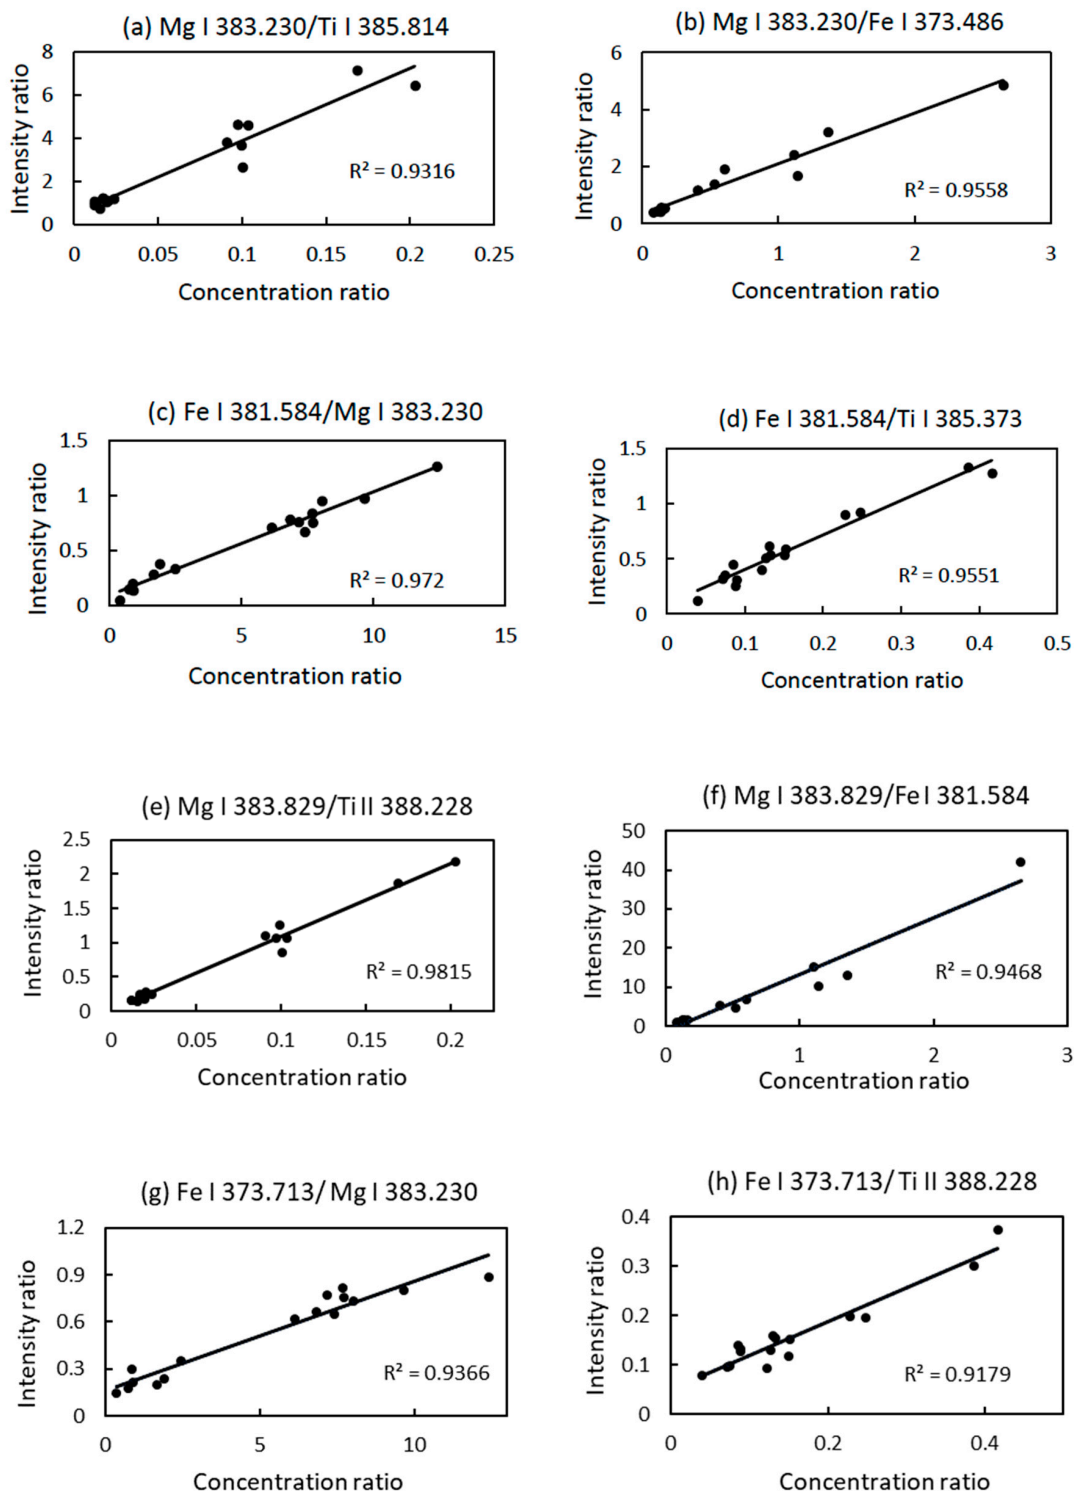 (a) Mg I 383.230/Ti I 385.814
8
6
4
2
0
Intensity ratio
R² = 0.9316
0 0.05 0.1 0.15 0.2 0.25
Concentration ratio
(b) Mg I 383.230/Fe I 373.486
6
4
2
0
Intensity ratio
R² = 0.9558
0 1 2 3
Concentration ratio
(c) Fe I 381.584/Mg I 383.230
1.5
1
0.5
0
Intensity ratio
R² = 0.972
0 5 10 15
Concentration ratio
(d) Fe I 381.584/Ti I 385.373
1.5
1
0.5
0
Intensity ratio
R² = 0.9551
0 0.1 0.2 0.3 0.4 0.5
Concentration ratio
(e) Mg I 383.829/Ti II 388.228
2.5
2
1.5
1
0.5
0
Intensity ratio
R² = 0.9815
0 0.05 0.1 0.15 0.2
Concentration ratio
(f) Mg I 383.829/Fe I 381.584
50
40
30
20
10
0
Intensity ratio
R² = 0.9468
0 1 2 3
Concentration ratio
(g) Fe I 373.713/ Mg I 383.230
1.2
0.9
0.6
0.3
0
Intensity ratio
R² = 0.9366
0 5 10
Concentration ratio
(h) Fe I 373.713/ Ti II 388.228
0.4
0.3
0.2
0.1
0
Intensity ratio
R² = 0.9179
0 0.2 0.4
Concentration ratio